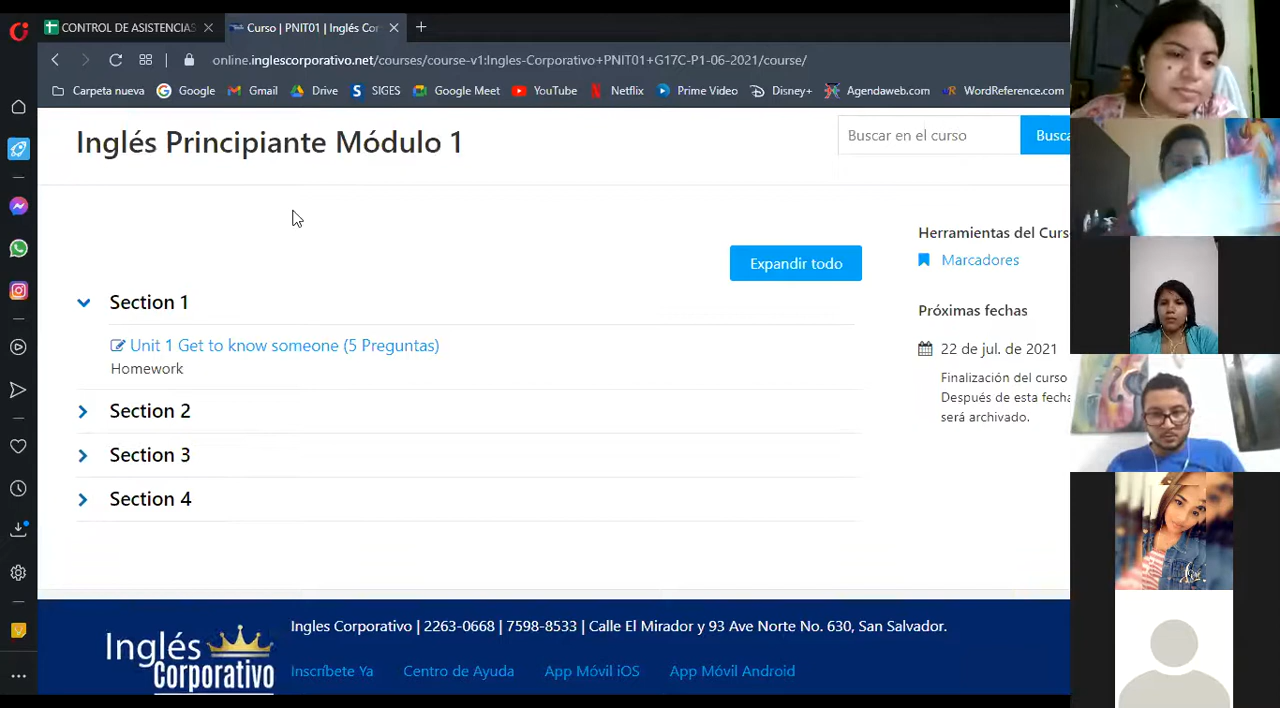 CONTROL DE ASISTENCIAS
Curso | PNIT01 | Inglés Cor
online.inglescorporativo.net/courses/course-v1:Ingles-Corporativo+PNIT01+G17C-P1-06-2021/course/
Carpeta nueva
Google
Gmail
Drive
SIGES
Google Meet
YouTube
Netflix
Prime Video
Disney+
Agendaweb.com
WordReference.com
Inglés Principiante Módulo 1
Buscar en el curso
Busca
Herramientas del Curs
Expandir todo
Marcadores
Section 1
Próximas fechas
Unit 1 Get to know someone (5 Preguntas)
22 de jul. de 2021
Homework
Finalización del curso
Después de esta fecha
será archivado.
Section 2
Section 3
Section 4
Inglés Corporativo
Ingles Corporativo | 2263-0668 | 7598-8533 | Calle El Mirador y 93 Ave Norte No. 630, San Salvador.
Inscríbete Ya
Centro de Ayuda
App Móvil iOS
App Móvil Android